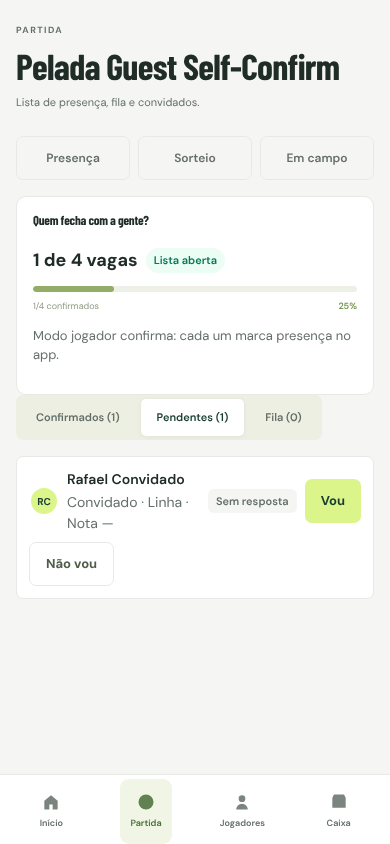 PARTIDA
Pelada Guest Self-Confirm
Lista de presença, fila e convidados.
Presença
Sorteio
Em campo
Quem fecha com a gente?
1 de 4 vagas
Lista aberta
1/4 confirmados
25%
Modo jogador confirma: cada um marca presença no
app.
Confirmados (1)
Pendentes (1)
Fila (0)
RC
Rafael Convidado
Convidado · Linha ·
Nota —
Sem resposta
Vou
Não vou
Início
Partida
Jogadores
Caixa